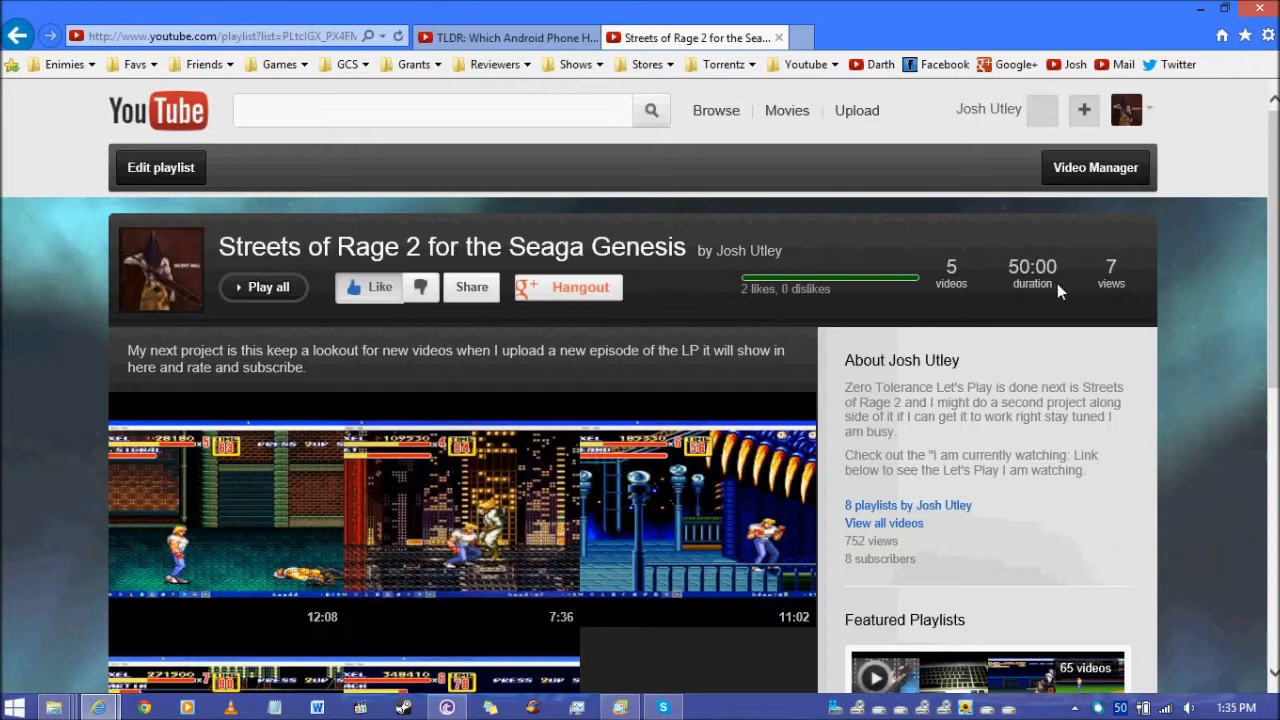 http://www.youtube.com/playlist?list=PLtclGX_PX4FM
TLDR: Which Android Phone H...
Streets of Rage 2 for the Sea...
Enimies
Favs
Friends
Games
GCS
Grants
Reviewers
Shows
Stores
Torrentz
Youtube
Darth
Facebook
Google+
Josh
Mail
Twitter
YouTube
Browse
Movies
Upload
Josh Utley
Edit playlist
Video Manager
Streets of Rage 2 for the Seaga Genesis by Josh Utley
5 videos
50:00 duration
7 views
Play all
Like
Share
g+ Hangout
2 likes, 0 dislikes
My next project is this keep a lookout for new videos when I upload a new episode of the LP it will show in
here and rate and subscribe.
About Josh Utley
Zero Tolerance Let's Play is done next is Streets
of Rage 2 and I might do a second project along
side of it if I can get it to work right stay tuned I
am busy.
Check out the "I am currently watching: Link
below to see the Let's Play I am watching.
8 playlists by Josh Utley
View all videos
752 views
8 subscribers
12:08
7:36
11:02
Featured Playlists
65 videos
50
1:35 PM